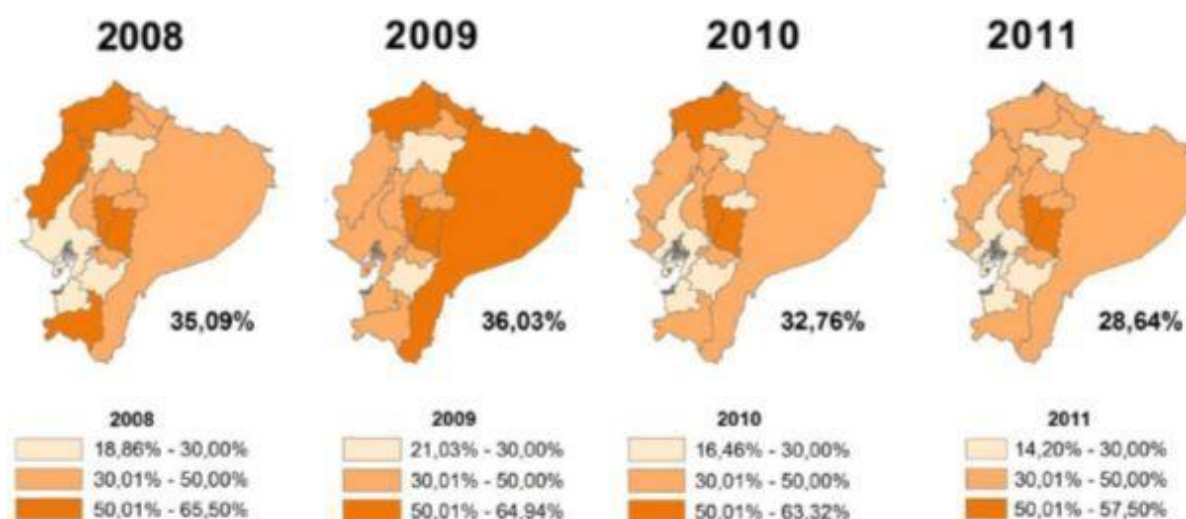 2008
2009
2010
2011
35,09%
36,03%
32,76%
28,64%
2008
18,86% - 30,00%
30,01% - 50,00%
50,01% - 65,50%
2009
21,03% - 30,00%
30,01% - 50,00%
50,01% - 64,94%
2010
16,46% - 30,00%
30,01% - 50,00%
50,01% - 63,32%
2011
14,20% - 30,00%
30,01% - 50,00%
50,01% - 57,50%